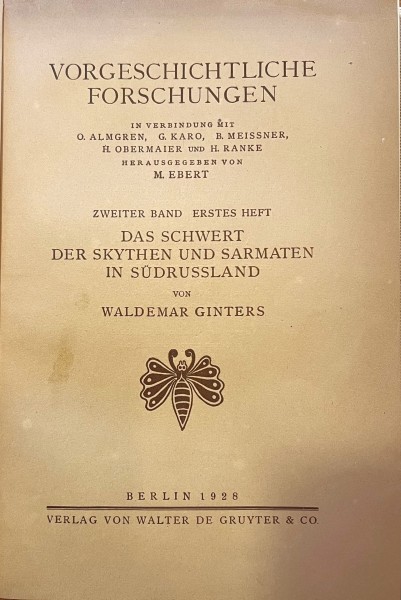 VORGESCHICHTLICHE
FORSCHUNGEN
IN VERBINDUNG MIT
O. ALMGREN, G. KARO, B. MEISSNER,
H. OBERMAIER UND H. RANKE
HERAUSGEGEBEN VON
M. EBERT
ZWEITER BAND ERSTES HEFT
DAS SCHWERT
DER SKYTHEN UND SARMATEN
IN SÜDRUSSLAND
VON
WALDEMAR GINTERS
BERLIN 1928
VERLAG VON WALTER DE GRUYTER & CO.